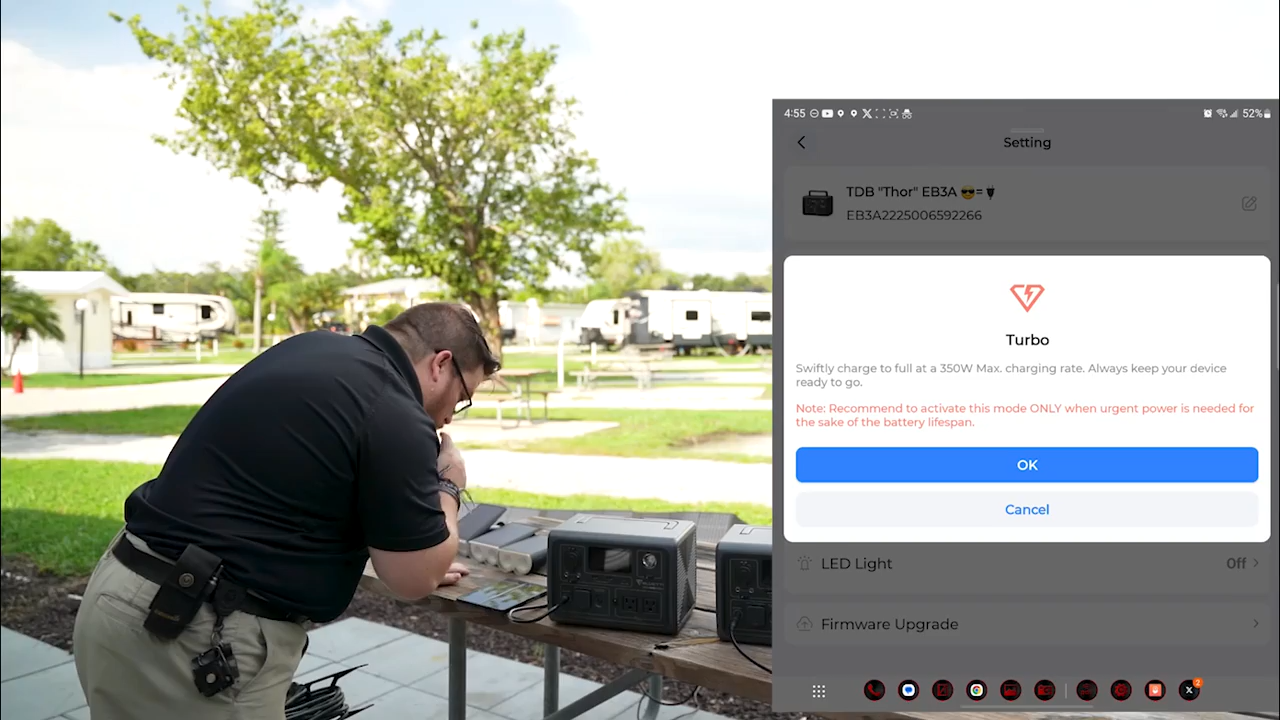 4:55
52%
Setting
TDB "Thor" EB3A 😎=🔌
EB3A2225006592266
Turbo
Swiftly charge to full at a 350W Max. charging rate. Always keep your device
ready to go.
Note: Recommend to activate this mode ONLY when urgent power is needed for
the sake of the battery lifespan.
OK
Cancel
LED Light
Off
Firmware Upgrade
2